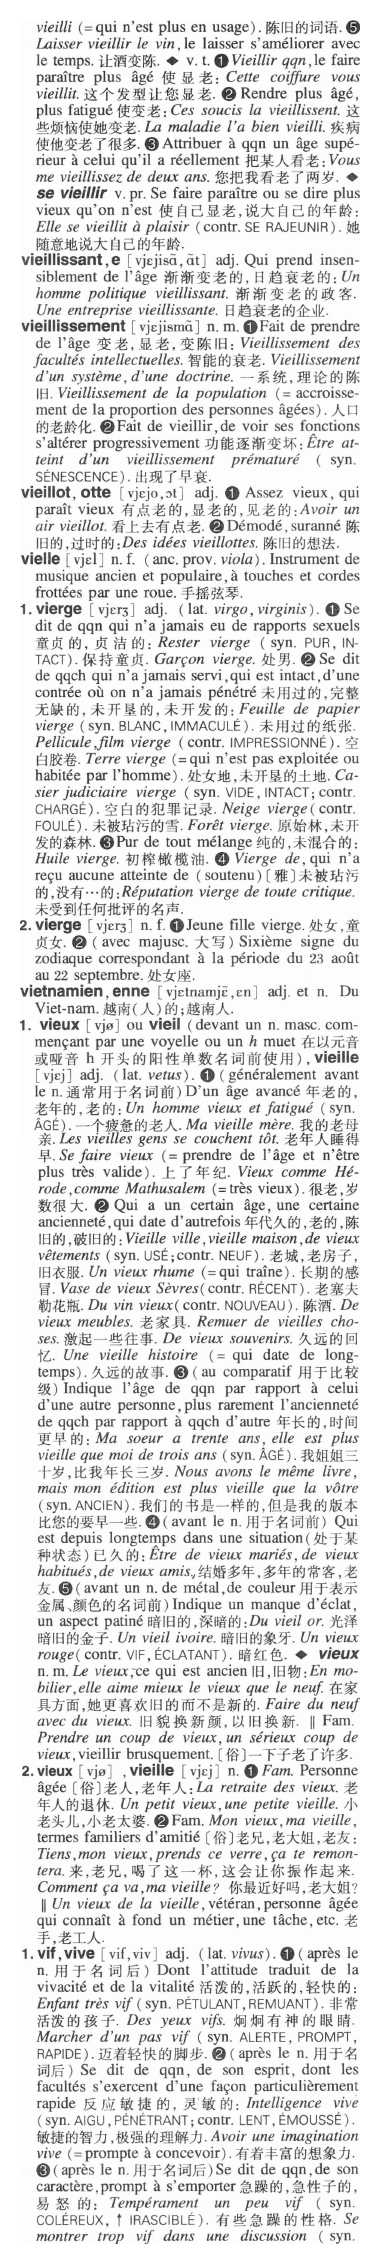 vieilli (=qui n'est plus en usage). 陈旧的词语. ❺
Laisser vieillir le vin, le laisser s'améliorer avec
le temps. 让酒变陈. ◆ v. t. ❶ Vieillir qqn, le faire
paraître plus âgé 使显老: Cette coiffure vous
vieillit. 这个发型让您显老. ❷ Rendre plus âgé,
plus fatigué 使变老: Ces soucis la vieillissent. 这
些烦恼使她变老. La maladie l'a bien vieilli. 疾病
使他变老了很多. ❸ Attribuer à qqn un âge supé-
rieur à celui qu'il a réellement 把某人看老: Vous
me vieillissez de deux ans. 您把我看老了两岁. ◆
se vieillir v. pr. Se faire paraître ou se dire plus
vieux qu'on n'est 使自己显老,说大自己的年龄:
Elle se vieillit à plaisir (contr. SE RAJEUNIR). 她
随意地说大自己的年龄.
vieillissant, e [vjɛjisɑ̃, ɑ̃t] adj. Qui prend insen-
siblement de l'âge 渐渐变老的,日趋衰老的: Un
homme politique vieillissant. 渐渐变老的政客.
Une entreprise vieillissante. 日趋衰老的企业.
vieillissement [vjɛjismɑ̃] n. m. ❶ Fait de prendre
de l'âge 变老,显老,变陈旧: Vieillissement des
facultés intellectuelles. 智能的衰老. Vieillissement
d'un système, d'une doctrine. 一系统,理论的陈
旧. Vieillissement de la population (= accroisse-
ment de la proportion des personnes âgées). 人口
的老龄化. ❷ Fait de vieillir, de voir ses fonctions
s'altérer progressivement 功能逐渐变坏: Être at-
teint d'un vieillissement prématuré ( syn.
SÉNESCENCE). 出现了早衰.
vieillot, otte [vjɛjo, ɔt] adj. ❶ Assez vieux, qui
paraît vieux 有点老的,显老的,见老的: Avoir un
air vieillot. 看上去有点老. ❷ Démodé, suranné 陈
旧的,过时的: Des idées vieillottes. 陈旧的想法.
vielle [vjɛl] n. f. (anc. prov. viola). Instrument de
musique ancien et populaire, à touches et cordes
frottées par une roue. 手摇弦琴.
1. vierge [vjɛrʒ] adj. (lat. virgo, virginis). ❶ Se
dit de qqn qui n'a jamais eu de rapports sexuels
童贞的,贞洁的: Rester vierge ( syn. PUR, IN-
TACT). 保持童贞. Garçon vierge. 处男. ❷ Se dit
de qqch qui n'a jamais servi, qui est intact, d'une
contrée où on n'a jamais pénétré 未用过的,完整
无缺的,未开垦的,未开发的: Feuille de papier
vierge (syn. BLANC, IMMACULÉ). 未用过的纸张.
Pellicule, film vierge ( contr. IMPRESSIONNÉ). 空
白胶卷. Terre vierge (=qui n'est pas exploitée ou
habitée par l'homme). 处女地,未开垦的土地. Ca-
sier judiciaire vierge ( syn. VIDE, INTACT; contr.
CHARGÉ). 空白的犯罪记录. Neige vierge (contr.
FOULÉ). 未被玷污的雪. Forêt vierge. 原始林,未开
发的森林. ❸ Pur de tout mélange 纯的,未混合的:
Huile vierge. 初榨橄榄油. ❹ Vierge de, qui n'a
reçu aucune atteinte de (soutenu)〔雅〕未被玷污
的,没有…的: Réputation vierge de toute critique.
未受到任何批评的名声.
2. vierge [vjɛrʒ] n. f. ❶ Jeune fille vierge. 处女,童
贞女. ❷ ( avec majusc. 大写) Sixième signe du
zodiaque correspondant à la période du 23 août
au 22 septembre. 处女座.
vietnamien, enne [vjɛtnamjɛ̃, ɛn] adj. et n. Du
Viet-nam. 越南(人)的;越南人.
1. vieux [vjø] ou vieil (devant un n. masc. com-
mençant par une voyelle ou un h muet 在以元音
或哑音 h 开头的阳性单数名词前使用), vieille
[vjɛj] adj. (lat. vetus). ❶ (généralement avant
le n. 通常用于名词前) D'un âge avancé 年老的,
老年的,老的: Un homme vieux et fatigué (syn.
ÂGÉ). 一个疲惫的老人. Ma vieille mère. 我的老母
亲. Les vieilles gens se couchent tôt. 老年人睡得
早. Se faire vieux (= prendre de l'âge et n'être
plus très valide). 上了年纪. Vieux comme Hé-
rode, comme Mathusalem (=très vieux). 很老,岁
数很大. ❷ Qui a un certain âge, une certaine
ancienneté, qui date d'autrefois 年代久的,老的,陈
旧的,破旧的: Vieille ville, vieille maison, de vieux
vêtements (syn. USÉ; contr. NEUF). 老城,老房子,
旧衣服. Un vieux rhume (=qui traîne). 长期的感
冒. Vase de vieux Sèvres (contr. RÉCENT). 老塞夫
勒花瓶. Du vin vieux (contr. NOUVEAU). 陈酒. De
vieux meubles. 老家具. Remuer de vieilles cho-
ses. 激起一些往事. De vieux souvenirs. 久远的回
忆. Une vieille histoire (= qui date de long-
temps). 久远的故事. ❸ (au comparatif 用于比较
级) Indique l'âge de qqn par rapport à celui
d'une autre personne, plus rarement l'ancienneté
de qqch par rapport à qqch d'autre 年长的,时间
更早的: Ma soeur a trente ans, elle est plus
vieille que moi de trois ans (syn. ÂGÉ). 我姐姐三
十岁,比我年长三岁. Nous avons le même livre,
mais mon édition est plus vieille que la vôtre
(syn. ANCIEN). 我们的书是一样的,但是我的版本
比您的要早一些. ❹ (avant le n. 用于名词前) Qui
est depuis longtemps dans une situation (处于某
种状态) 已久的: Être de vieux mariés, de vieux
habitués, de vieux amis, 结婚多年,多年的常客,老
友. ❺ (avant un n. de métal, de couleur 用于表示
金属、颜色的名词前) Indique un manque d'éclat,
un aspect patiné 暗旧的,深暗的: Du vieil or. 光泽
暗旧的金子. Un vieil ivoire. 暗旧的象牙. Un vieux
rouge (contr. VIF, ÉCLATANT). 暗红色. ◆ vieux
n. m. Le vieux, ce qui est ancien 旧,旧物: En mo-
bilier, elle aime mieux le vieux que le neuf. 在家
具方面,她更喜欢旧的而不是新的. Faire du neuf
avec du vieux. 旧貌换新颜,以旧换新. ‖ Fam.
Prendre un coup de vieux, un sérieux coup de
vieux, vieillir brusquement. [俗]一下子老了许多.
2. vieux [vjø], vieille [vjɛj] n. ❶ Fam. Personne
âgée [俗]老人,老年人: La retraite des vieux. 老
年人的退休. Un petit vieux, une petite vieille. 小
老头儿,小老太婆. ❷ Fam. Mon vieux, ma vieille,
termes familiers d'amitié [俗]老兄,老大姐,老友:
Tiens, mon vieux, prends ce verre, ça te remon-
tera. 来,老兄,喝了这一杯,这会让你振作起来.
Comment ça va, ma vieille? 你最近好吗,老大姐?
‖ Un vieux de la vieille, vétéran, personne âgée
qui connaît à fond un métier, une tâche, etc. 老
手,老工人.
1. vif, vive [vif, viv] adj. (lat. vivus). ❶ (après le
n. 用于名词后) Dont l'attitude traduit de la
vivacité et de la vitalité 活泼的,活跃的,轻快的:
Enfant très vif (syn. PÉTULANT, REMUANT). 非常
活泼的孩子. Des yeux vifs. 炯炯有神的眼睛.
Marcher d'un pas vif ( syn. ALERTE, PROMPT,
RAPIDE). 迈着轻快的脚步. ❷ (après le n. 用于名
词后) Se dit de qqn, de son esprit, dont les
facultés s'exercent d'une façon particulièrement
rapide 反应敏捷的,灵敏的: Intelligence vive
(syn. AIGU, PÉNÉTRANT; contr. LENT, ÉMOUSSÉ).
敏捷的智力,极强的理解力. Avoir une imagination
vive (=prompte à concevoir). 有着丰富的想象力.
❸ (après le n. 用于名词后) Se dit de qqn, de son
caractère, prompt à s'emporter 急躁的,急性子的,
易怒的: Tempérament un peu vif ( syn.
COLÉREUX, ↑ IRASCIBLE). 有些急躁的性格. Se
montrer trop vif dans une discussion ( syn.